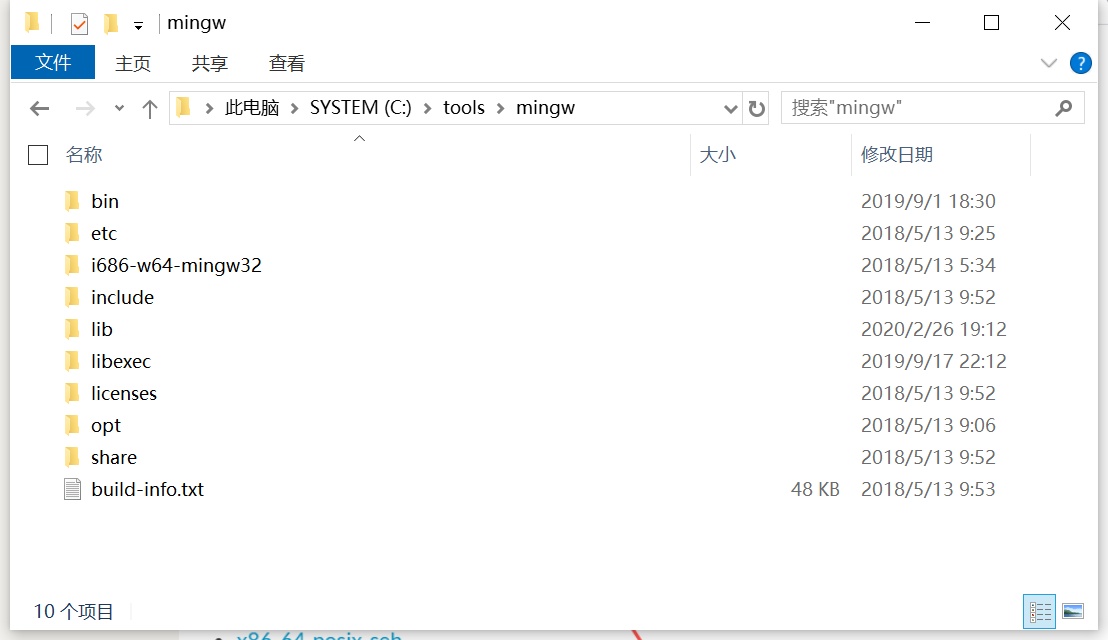 mingw
文件 主页 共享 查看
此电脑 SYSTEM (C:) tools mingw 搜索"mingw"
名称 大小 修改日期
bin 2019/9/1 18:30
etc 2018/5/13 9:25
i686-w64-mingw32 2018/5/13 5:34
include 2018/5/13 9:52
lib 2020/2/26 19:12
libexec 2019/9/17 22:12
licenses 2018/5/13 9:52
opt 2018/5/13 9:06
share 2018/5/13 9:52
build-info.txt 48 KB 2018/5/13 9:53
10 个项目
x86-64-posix-seh